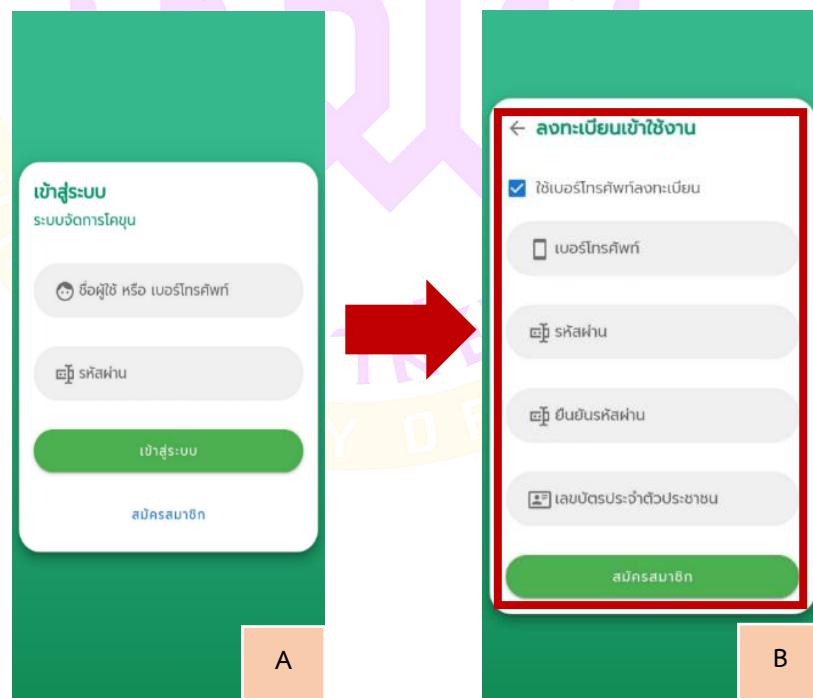 เข้าสู่ระบบ
ระบบจัดการโคขุน
ชื่อผู้ใช้ หรือ เบอร์โทรศัพท์
รหัสผ่าน
เข้าสู่ระบบ
สมัครสมาชิก
A
ลงทะเบียนเข้าใช้งาน
ใช้เบอร์โทรศัพท์ลงทะเบียน
เบอร์โทรศัพท์
รหัสผ่าน
ยืนยันรหัสผ่าน
เลขบัตรประจำตัวประชาชน
สมัครสมาชิก
B